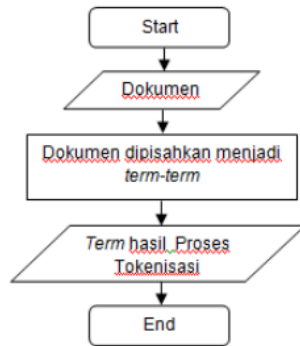 Start
Dokumen
Dokumen dipisahkan menjadi
term-term
Term hasil Proses
Tokenisasi
End